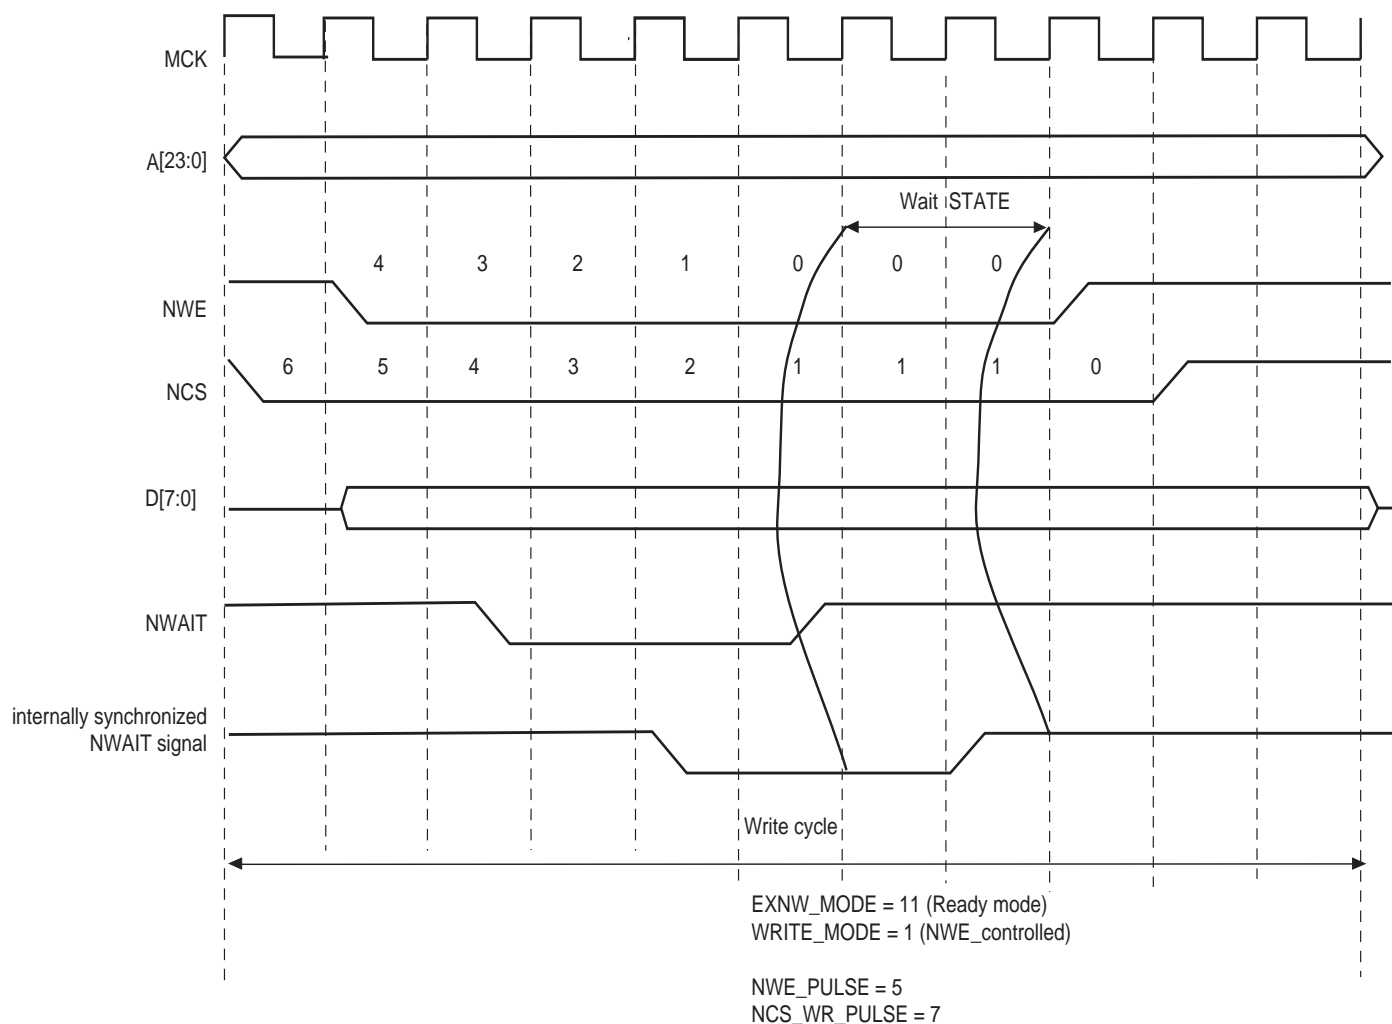 MCK
A[23:0]
Wait STATE
4 3 2 1 0 0 0
NWE
6 5 4 3 2 1 1 1 0
NCS
D[7:0]
NWAIT
internally synchronized
NWAIT signal
Write cycle
EXNW_MODE = 11 (Ready mode)
WRITE_MODE = 1 (NWE_controlled)
NWE_PULSE = 5
NCS_WR_PULSE = 7